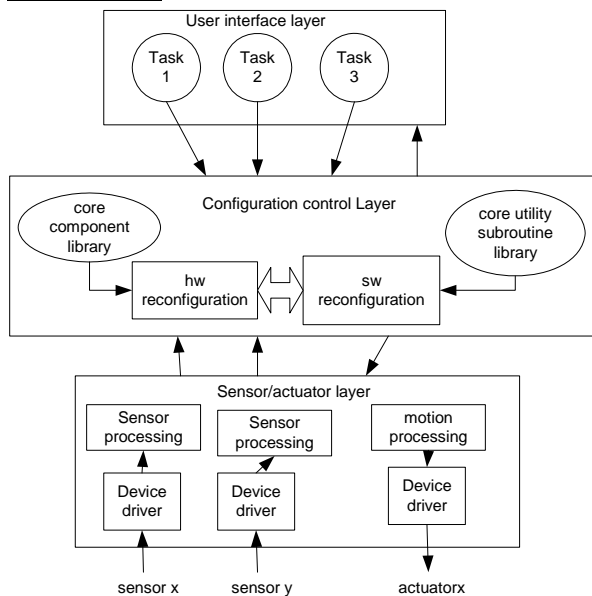 User interface layer
Task
1
Task
2
Task
3
Configuration control Layer
core
component
library
core utility
subroutine
library
hw
reconfiguration
sw
reconfiguration
Sensor/actuator layer
Sensor
processing
Sensor
processing
motion
processing
Device
driver
Device
driver
Device
driver
sensor x
sensor y
actuatorx